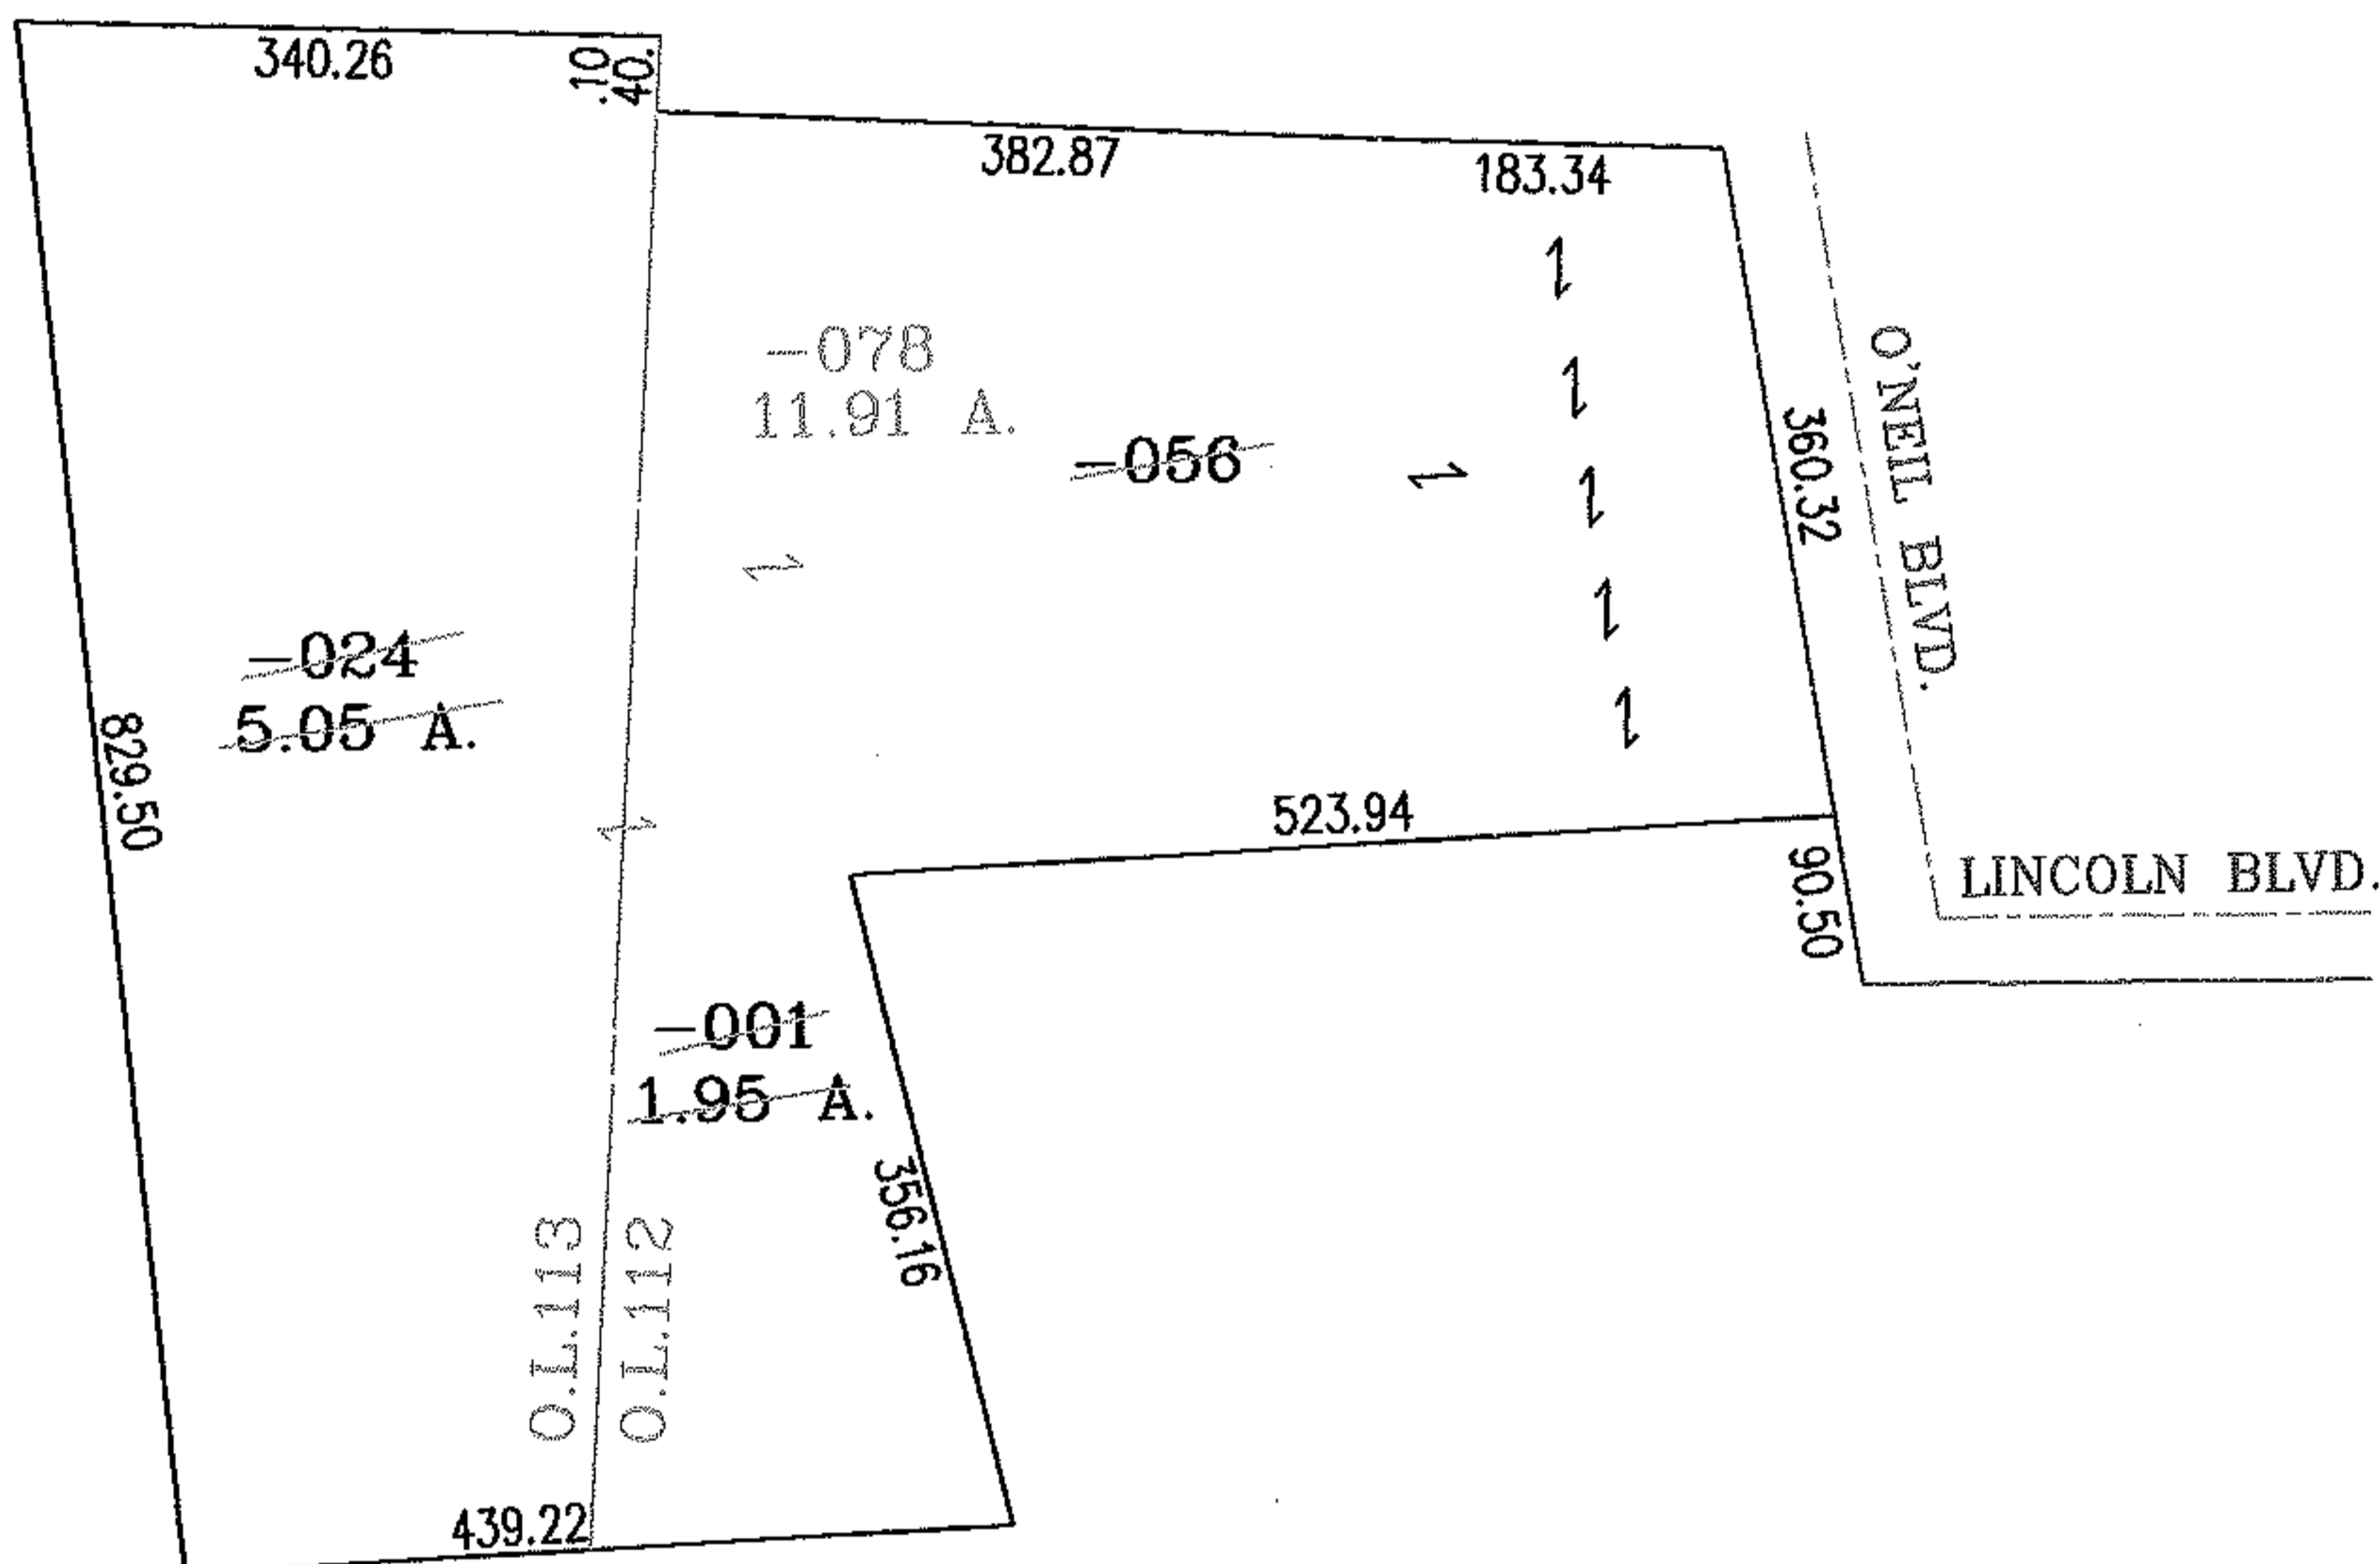 340.26
.10
40.
382.87
183.34
-078
11.91 A.
-056
360.32
O'NEIL BLVD.
-024
5.05 A.
829.50
523.94
90.50
LINCOLN BLVD.
-001
1.95 A.
356.16
O.L.113
O.L.112
439.22